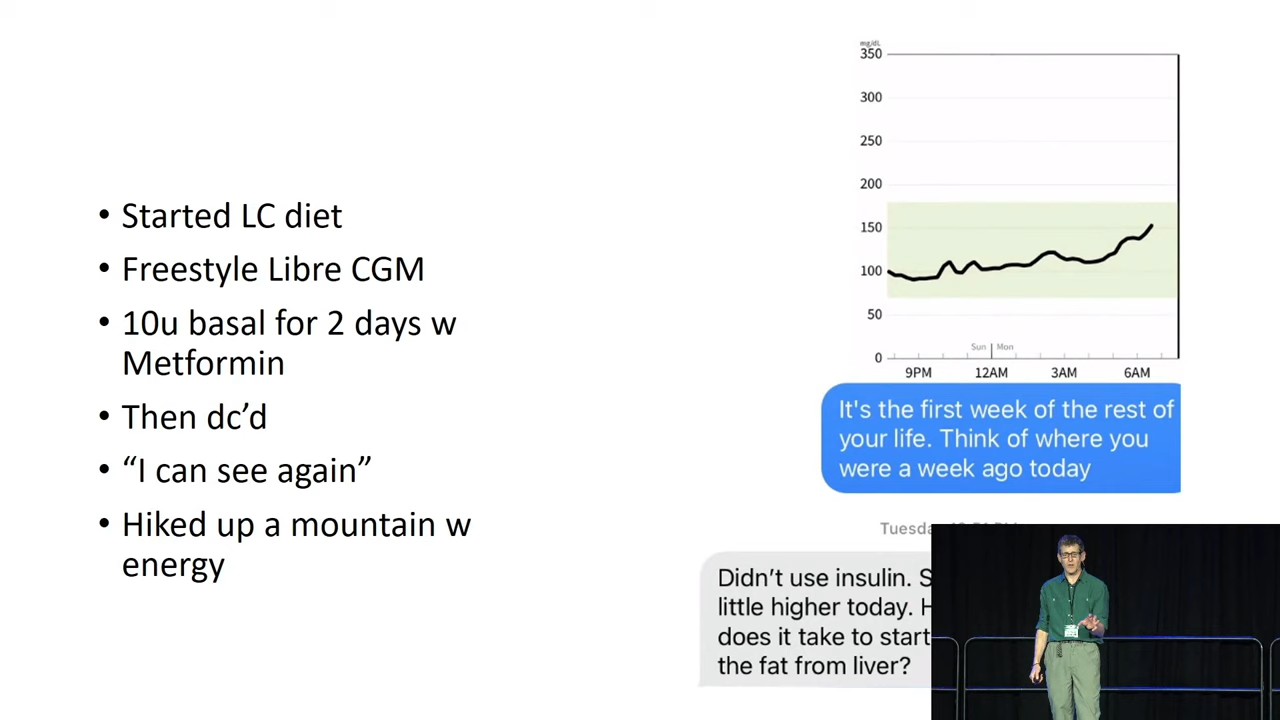 • Started LC diet
• Freestyle Libre CGM
• 10u basal for 2 days w
Metformin
• Then dc’d
• “I can see again”
• Hiked up a mountain w
energy
mg/dL
350
300
250
200
150
100
50
0
Sun | Mon
9PM 12AM 3AM 6AM
It's the first week of the rest of
your life. Think of where you
were a week ago today
Didn’t use insulin.
little higher today.
does it take to start
the fat from liver?